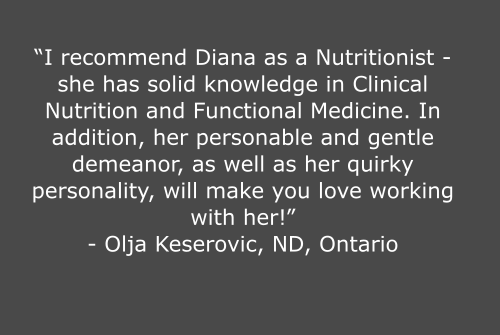 “I recommend Diana as a Nutritionist -
she has solid knowledge in Clinical
Nutrition and Functional Medicine. In
addition, her personable and gentle
demeanor, as well as her quirky
personality, will make you love working
with her!”
- Olja Keserovic, ND, Ontario